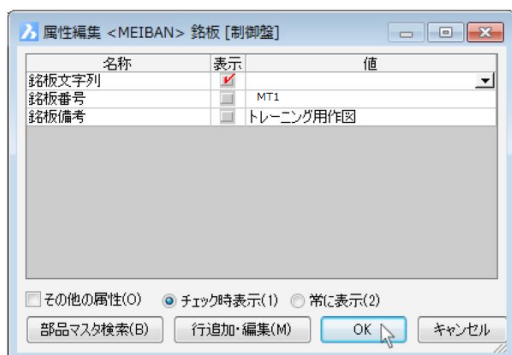 属性編集 <MEIBAN> 銘板 [制御盤]
名称 表示 値
銘板文字列
銘板番号 MT1
銘板備考 トレーニング用作図
その他の属性(O) チェック時表示(1) 常に表示(2)
部品マスタ検索(B) 行追加・編集(M) OK キャンセル